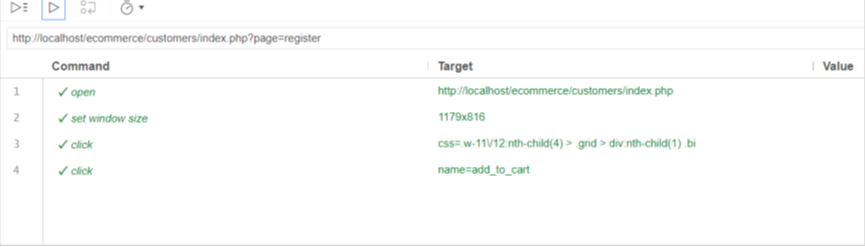 http://localhost/ecommerce/customers/index.php?page=register
Command Target Value
1 ✓ open http://localhost/ecommerce/customers/index.php
2 ✓ set window size 1179x816
3 ✓ click css=.w-11\/12:nth-child(4) > .grid > div:nth-child(1) .bi
4 ✓ click name=add_to_cart